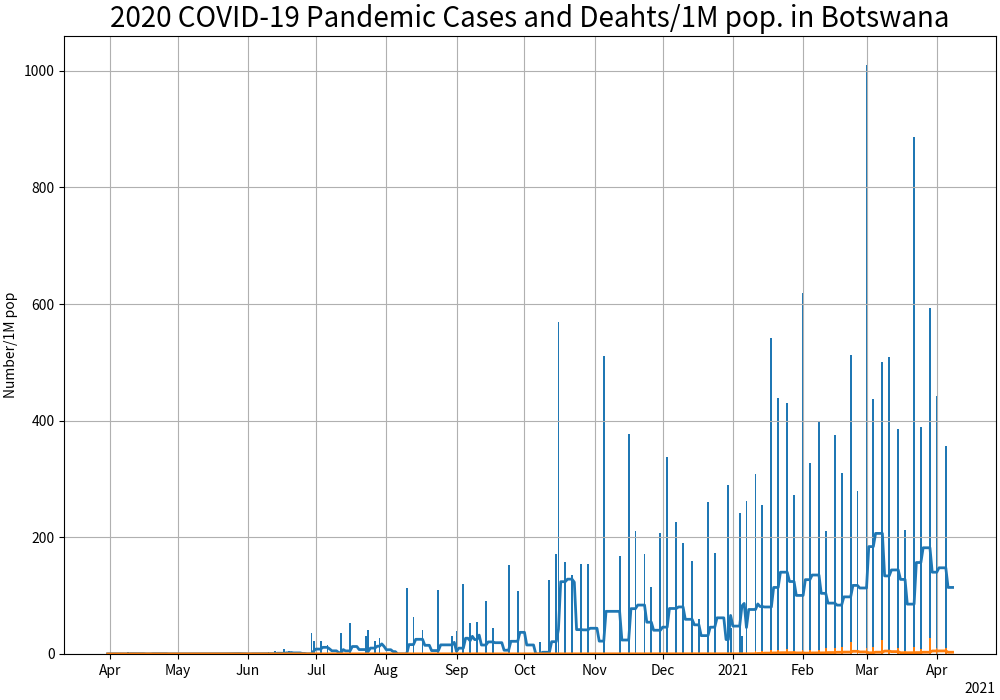 2020 COVID-19 Pandemic Cases and Deahts/1M pop. in Botswana
Number/1M pop
1000
800
600
400
200
0
Apr May Jun Jul Aug Sep Oct Nov Dec 2021 Feb Mar Apr
2021